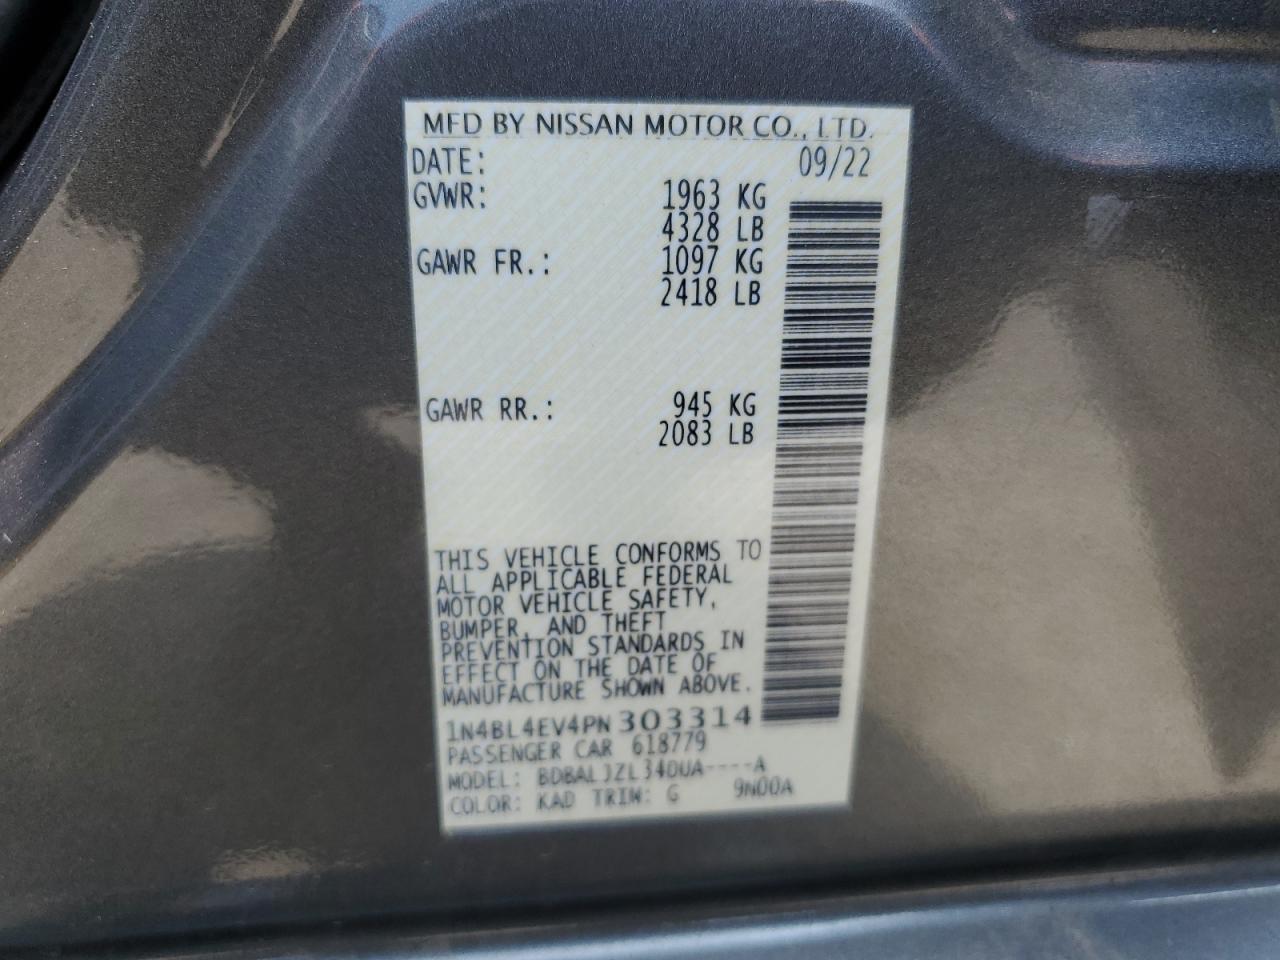 MFD BY NISSAN MOTOR CO., LTD.
DATE: 09/22
GVWR: 1963 KG
4328 LB
GAWR FR.: 1097 KG
2418 LB
GAWR RR.: 945 KG
2083 LB
THIS VEHICLE CONFORMS TO
ALL APPLICABLE FEDERAL
MOTOR VEHICLE SAFETY,
BUMPER, AND THEFT
PREVENTION STANDARDS IN
EFFECT ON THE DATE OF
MANUFACTURE SHOWN ABOVE.
1N4BL4EV4PN303314
PASSENGER CAR 618779
MODEL: BDBALJZL34DUA----A
COLOR: KAD TRIM: G 9N00A